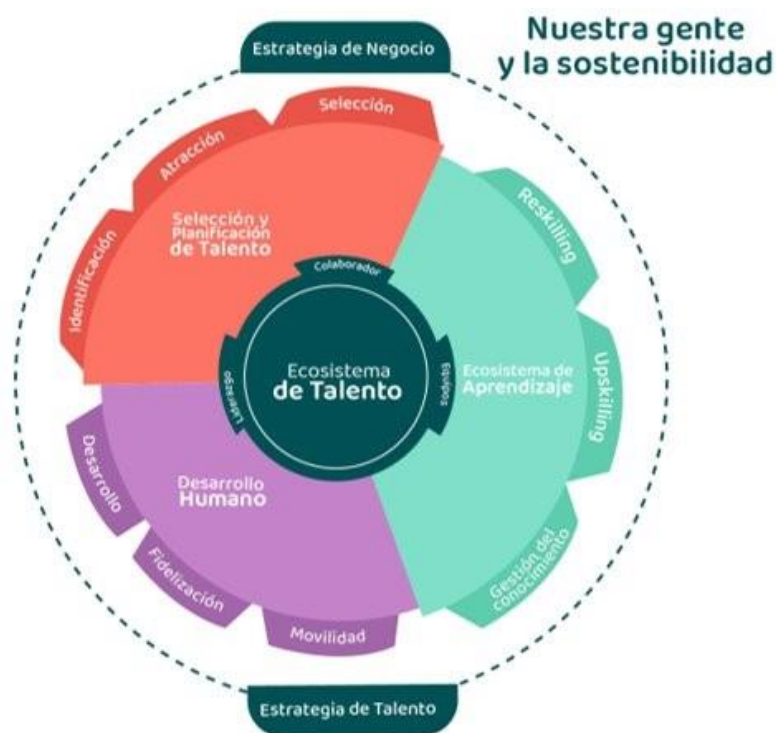 Nuestra gente
y la sostenibilidad
Estrategia de Negocio
Selección
Atracción
Identificación
Selección y
Planificación
de Talento
Reskilling
Upskilling
Gestión del
conocimiento
Ecosistema de
Aprendizaje
Colaborador
Equipos
Liderazgo
Ecosistema
de Talento
Desarrollo
Humano
Desarrollo
Fidelización
Movilidad
Estrategia de Talento